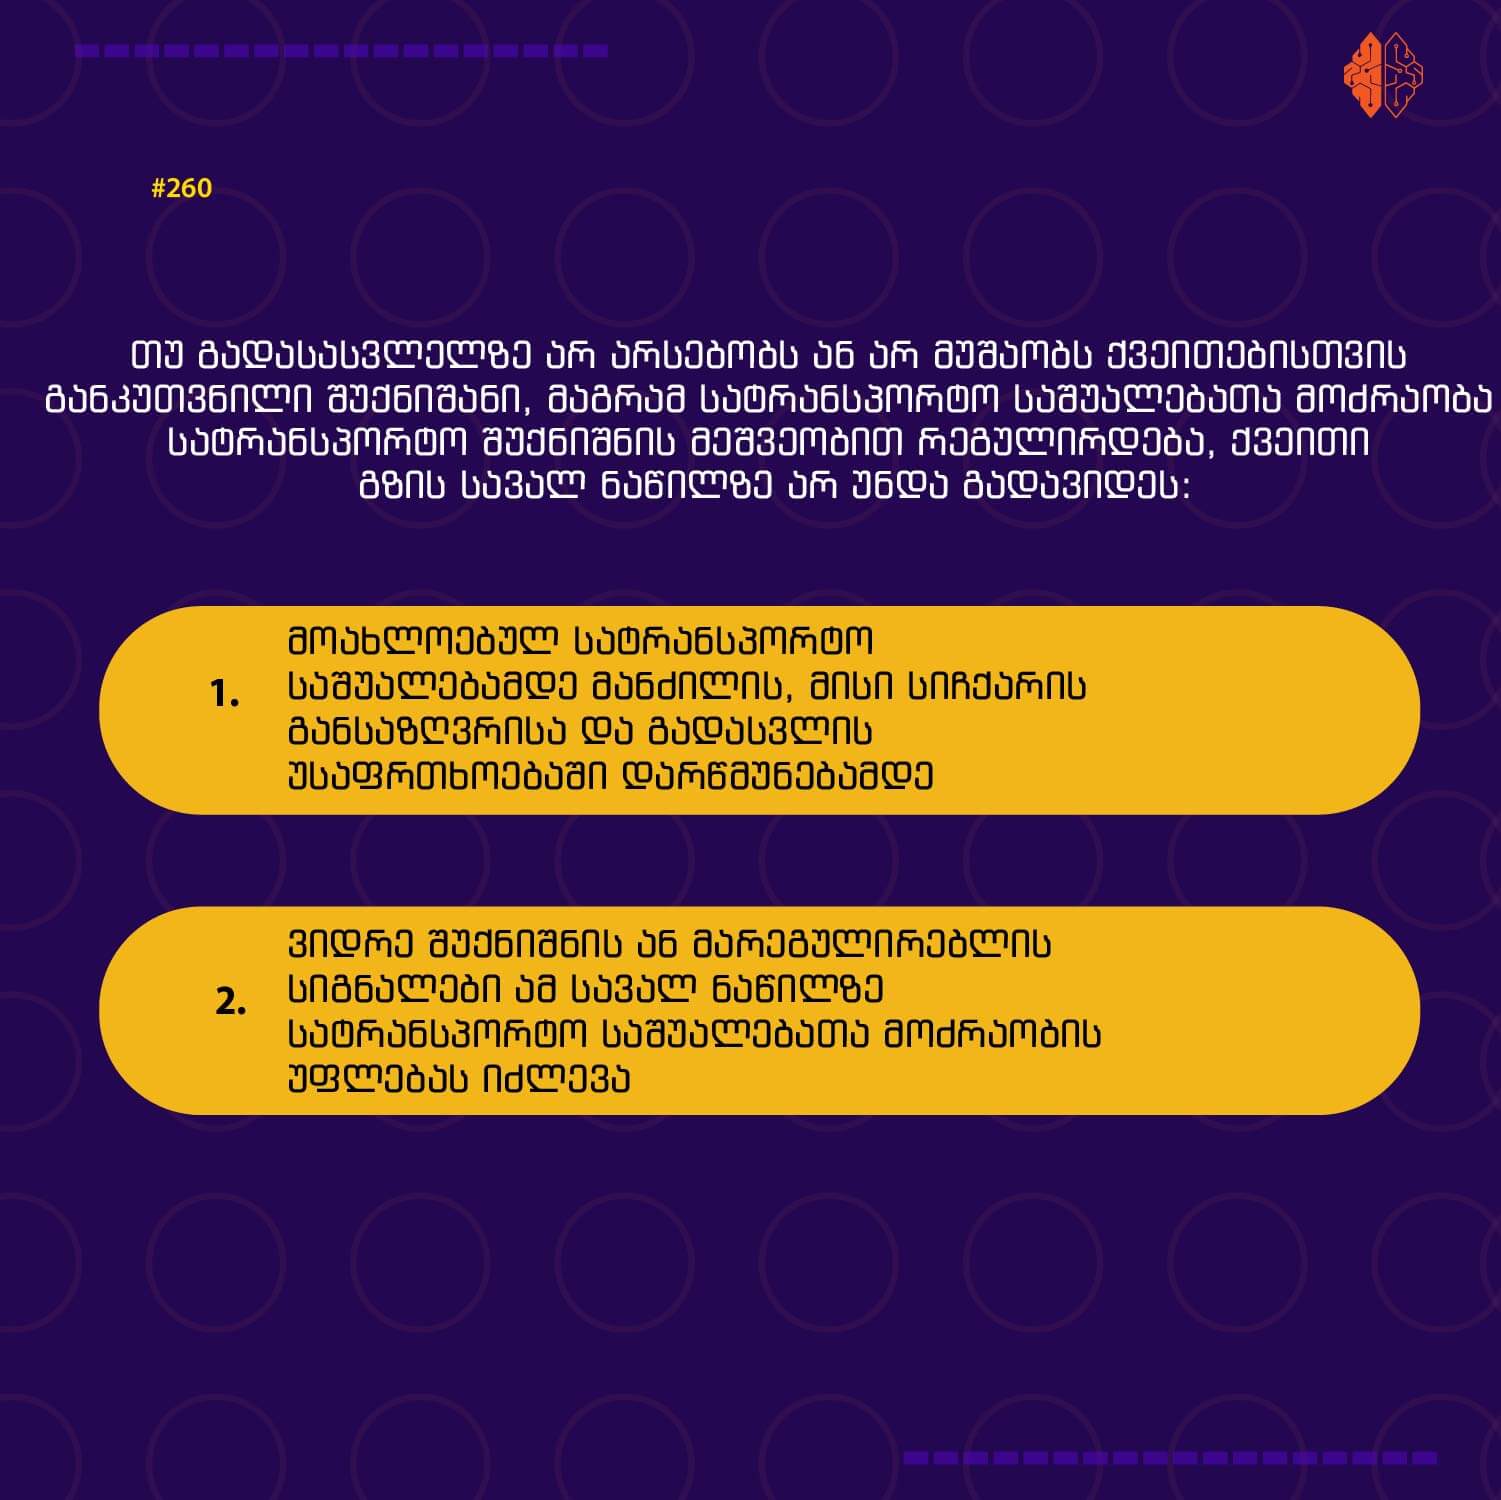 #260
თუ გადასასვლელზე არ არსებობს ან არ მუშაობს ქვეითებისთვის
განკუთვნილი შუქნიშანი, მაგრამ სატრანსპორტო საშუალებათა მოძრაობა
სატრანსპორტო შუქნიშნის მეშვეობით რეგულირდება, ქვეითი
გზის სავალ ნაწილზე არ უნდა გადავიდეს:
1. მოახლოებულ სატრანსპორტო
საშუალებამდე მანძილის, მისი სიჩქარის
განსაზღვრისა და გადასვლის
უსაფრთხოებაში დარწმუნებამდე
2. ვიდრე შუქნიშნის ან მარეგულირებლის
სიგნალები ამ სავალ ნაწილზე
სატრანსპორტო საშუალებათა მოძრაობის
უფლებას იძლევა